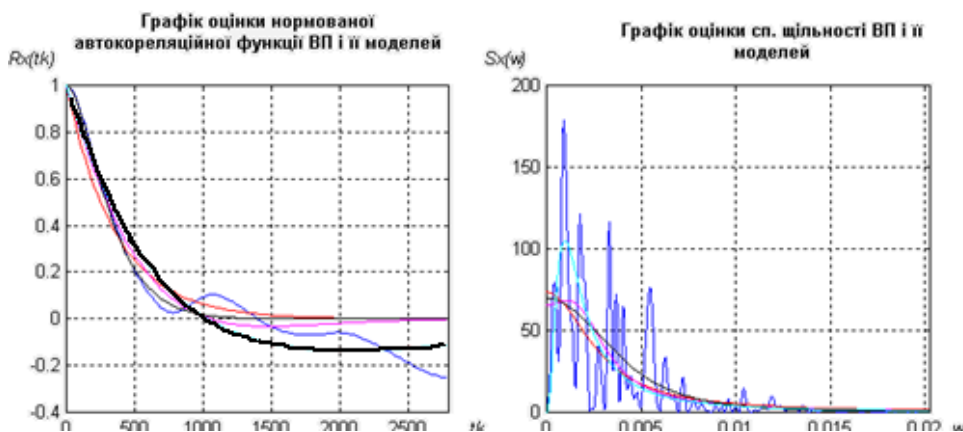 Графік оцінки нормованої
автокореляційної функції ВП і її моделей
Rx(tk)
1
0.8
0.6
0.4
0.2
0
-0.2
-0.4
0 500 1000 1500 2000 2500 tk
Графік оцінки сп. щільності ВП і її
моделей
Sx(w)
200
150
100
50
0
0 0.005 0.01 0.015 0.02 w